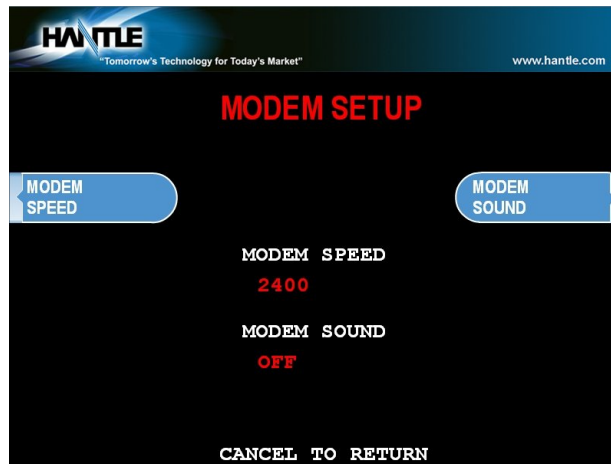 HANTLE
"Tomorrow's Technology for Today's Market"
www.hantle.com
MODEM SETUP
MODEM
SPEED
MODEM
SOUND
MODEM SPEED
2400
MODEM SOUND
OFF
CANCEL TO RETURN